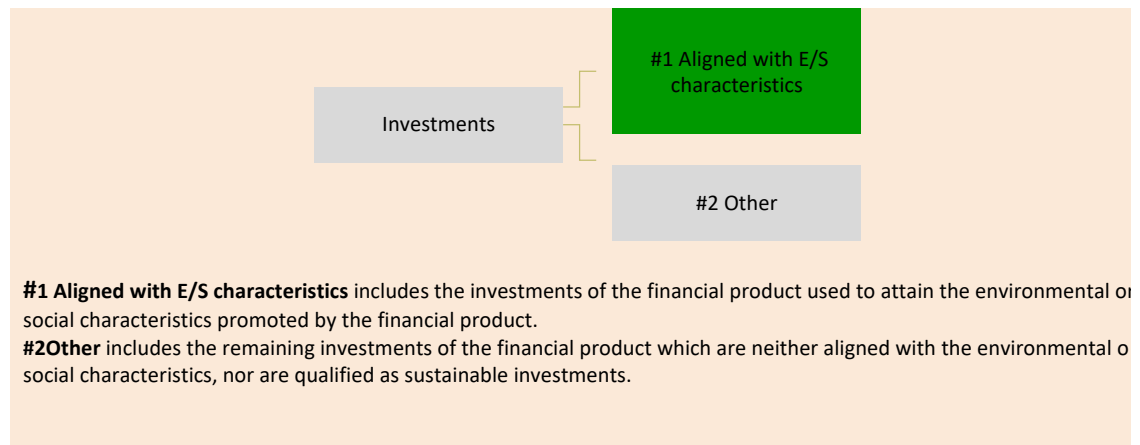 #1 Aligned with E/S
characteristics
Investments
#2 Other
#1 Aligned with E/S characteristics includes the investments of the financial product used to attain the environmental or
social characteristics promoted by the financial product.
#2Other includes the remaining investments of the financial product which are neither aligned with the environmental o
social characteristics, nor are qualified as sustainable investments.